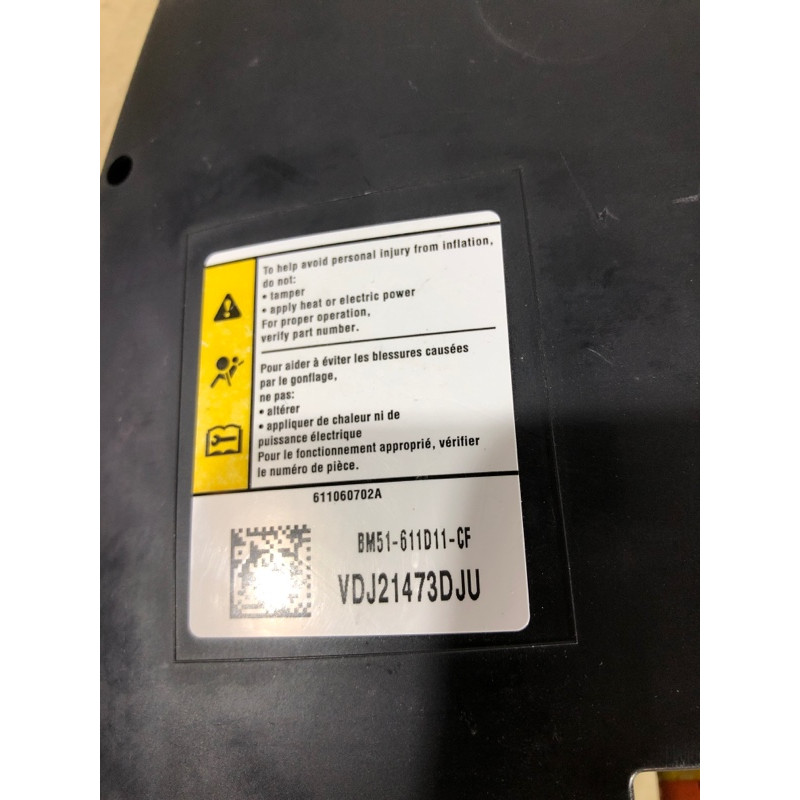 To help avoid personal injury from inflation,
do not:
• tamper
• apply heat or electric power
For proper operation,
verify part number.
Pour aider à éviter les blessures causées
par le gonflage,
ne pas:
• altérer
• appliquer de chaleur ni de
puissance électrique
Pour le fonctionnement approprié, vérifier
le numéro de pièce.
611060702A
BM51-611D11-CF
VDJ21473DJU